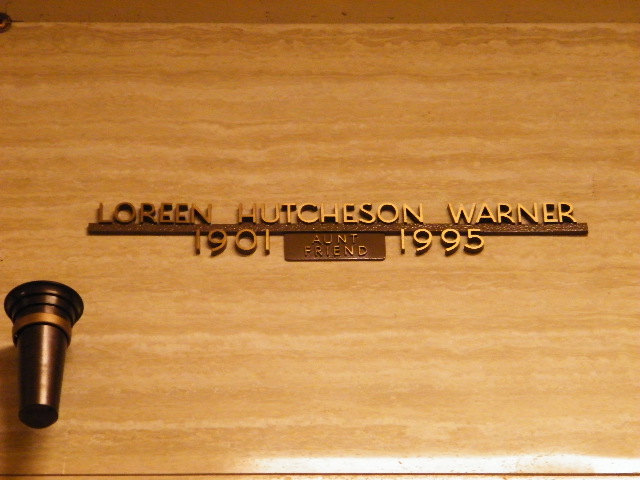 LOREEN HUTCHESON WARNER
1901 AUNT FRIEND 1995